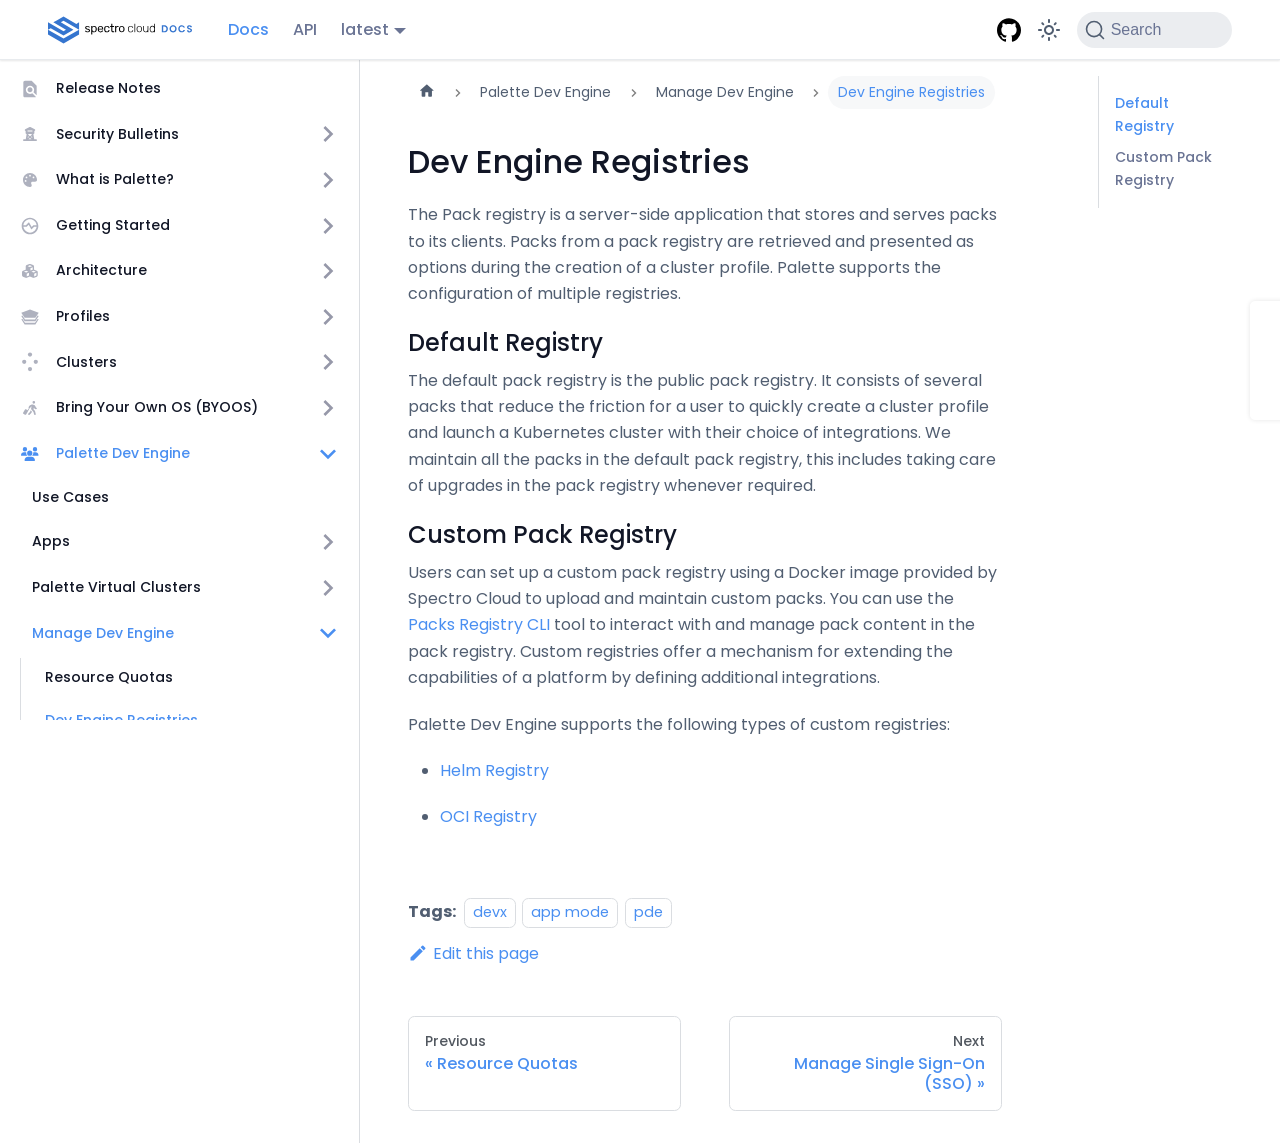 spectro cloud DOCS
Docs
API
latest
Search
Release Notes
Security Bulletins
What is Palette?
Getting Started
Architecture
Profiles
Clusters
Bring Your Own OS (BYOOS)
Palette Dev Engine
Use Cases
Apps
Palette Virtual Clusters
Manage Dev Engine
Resource Quotas
Dev Engine Registries
Palette Dev Engine
Manage Dev Engine
Dev Engine Registries
Dev Engine Registries
The Pack registry is a server-side application that stores and serves packs
to its clients. Packs from a pack registry are retrieved and presented as
options during the creation of a cluster profile. Palette supports the
configuration of multiple registries.
Default Registry
The default pack registry is the public pack registry. It consists of several
packs that reduce the friction for a user to quickly create a cluster profile
and launch a Kubernetes cluster with their choice of integrations. We
maintain all the packs in the default pack registry, this includes taking care
of upgrades in the pack registry whenever required.
Custom Pack Registry
Users can set up a custom pack registry using a Docker image provided by
Spectro Cloud to upload and maintain custom packs. You can use the
Packs Registry CLI tool to interact with and manage pack content in the
pack registry. Custom registries offer a mechanism for extending the
capabilities of a platform by defining additional integrations.
Palette Dev Engine supports the following types of custom registries:
Helm Registry
OCI Registry
Tags: devx app mode pde
Edit this page
Previous
« Resource Quotas
Next
Manage Single Sign-On
(SSO) »
Default
Registry
Custom Pack
Registry